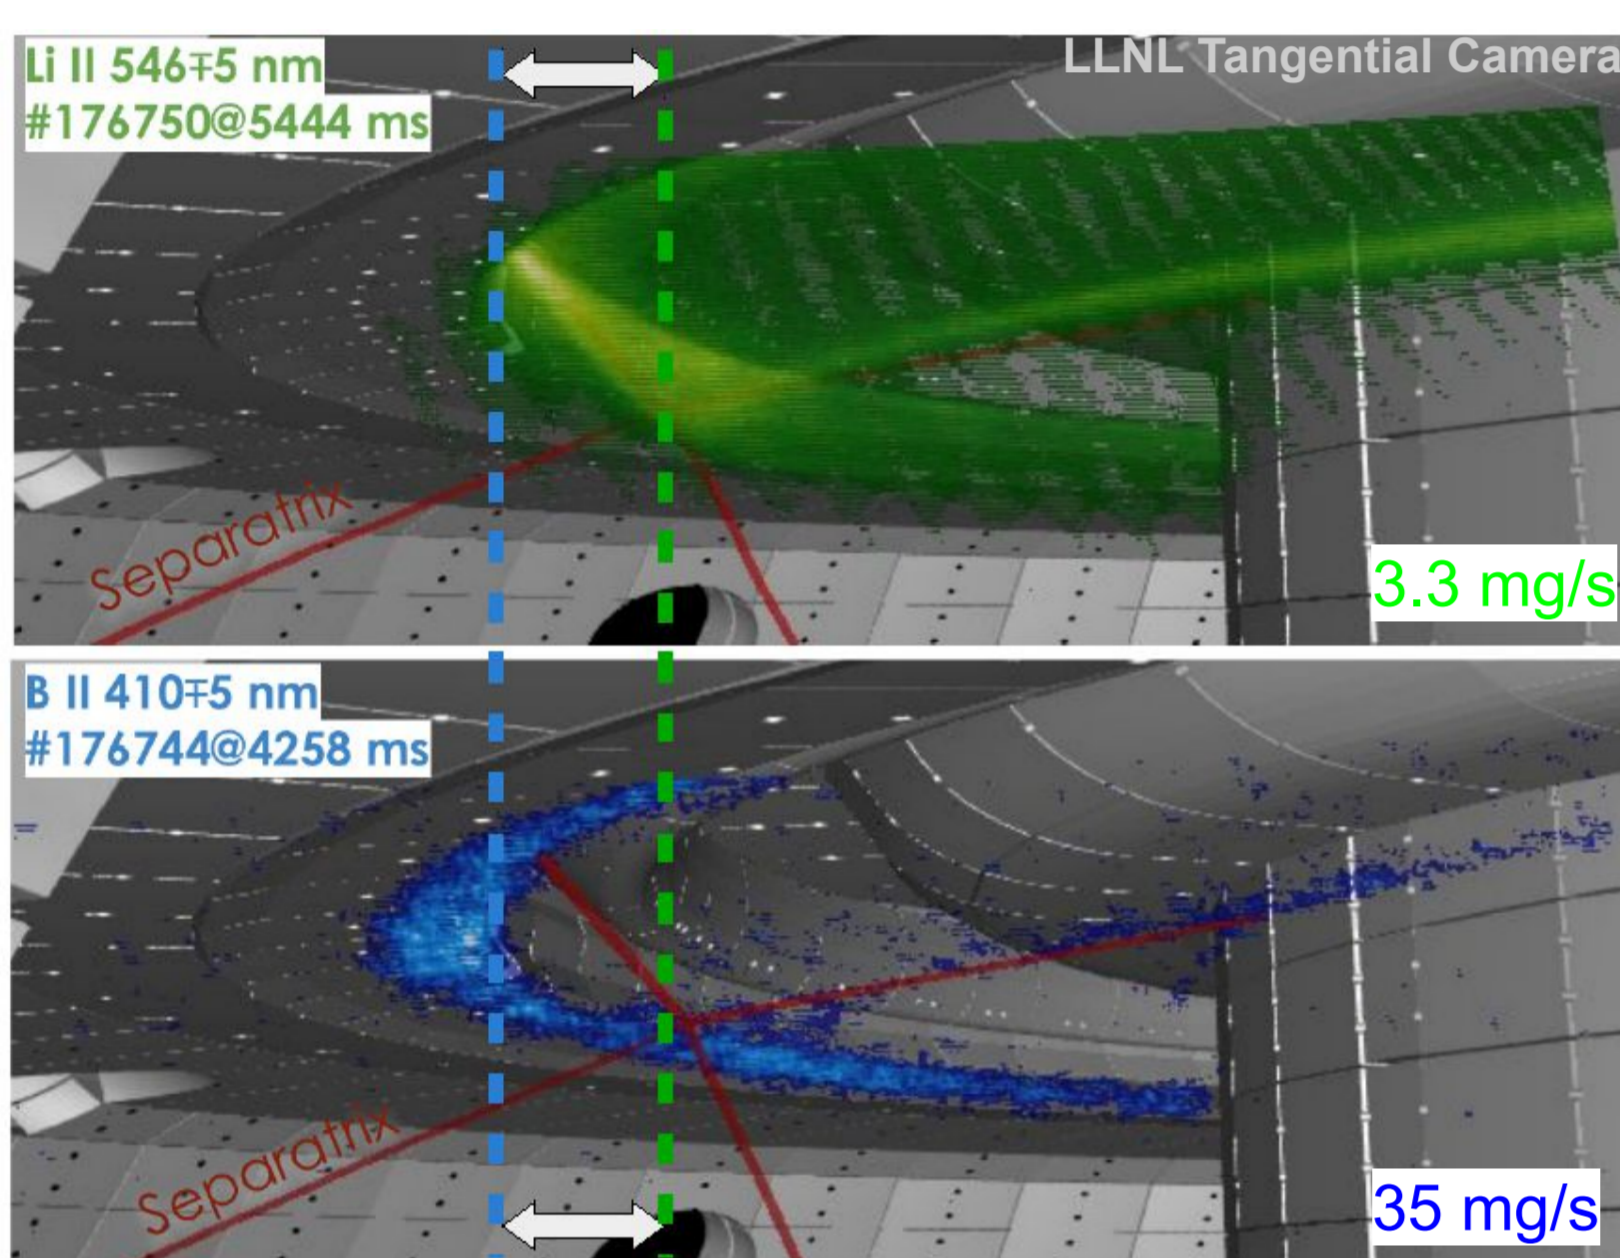 Li II 546∓5 nm
#176750@5444 ms
LLNL Tangential Camera
Separatrix
3.3 mg/s
B II 410∓5 nm
#176744@4258 ms
Separatrix
35 mg/s